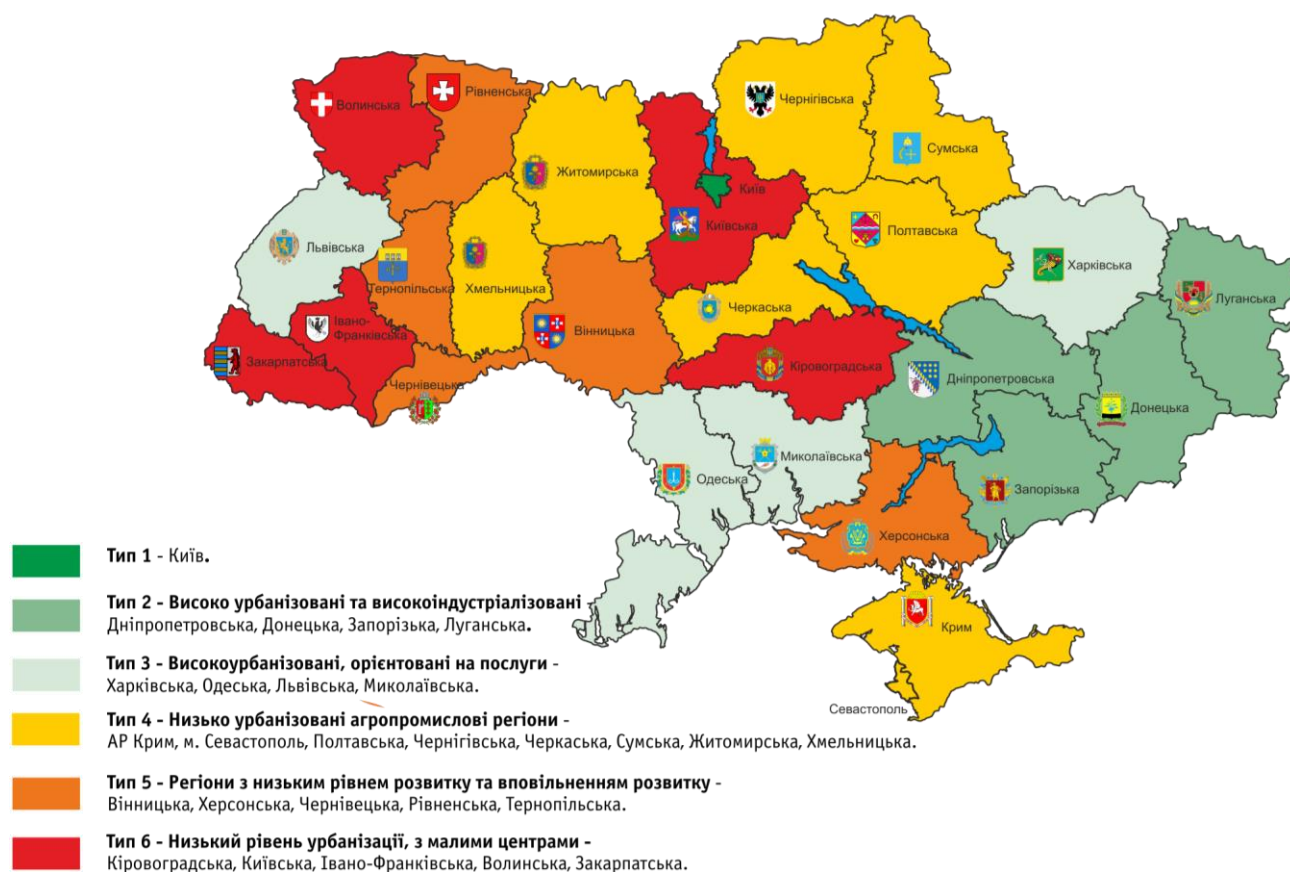 Волинська
Рівненська
Житомирська
Чернігівська
Сумська
Київ
Київська
Полтавська
Львівська
Тернопільська
Хмельницька
Харківська
Луганська
Черкаська
Вінницька
Івано-
Франківська
Закарпатська
Чернівецька
Кіровоградська
Дніпропетровська
Донецька
Одеська
Миколаївська
Запорізька
Херсонська
Крим
Севастополь
Тип 1 - Київ.
Тип 2 - Високо урбанізовані та високоіндустріалізовані -
Дніпропетровська, Донецька, Запорізька, Луганська.
Тип 3 - Високоурбанізовані, орієнтовані на послуги -
Харківська, Одеська, Львівська, Миколаївська.
Тип 4 - Низько урбанізовані агропромислові регіони -
АР Крим, м. Севастополь, Полтавська, Чернігівська, Черкаська, Сумська, Житомирська, Хмельницька.
Тип 5 - Регіони з низьким рівнем розвитку та вповільненням розвитку -
Вінницька, Херсонська, Чернівецька, Рівненська, Тернопільська.
Тип 6 - Низький рівень урбанізації, з малими центрами -
Кіровоградська, Київська, Івано-Франківська, Волинська, Закарпатська.